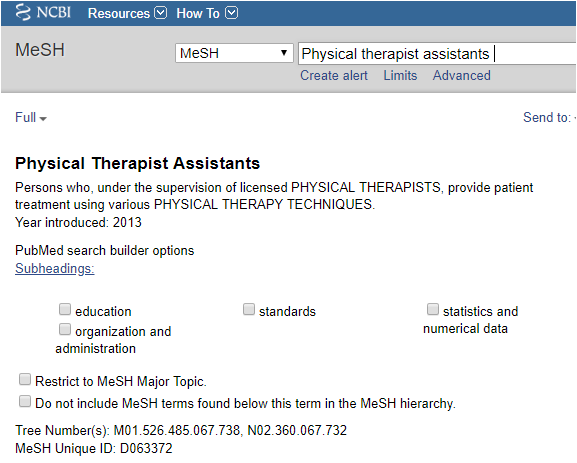 NCBI Resources How To
MeSH MeSH Physical therapist assistants
Create alert Limits Advanced
Full Send to:
Physical Therapist Assistants
Persons who, under the supervision of licensed PHYSICAL THERAPISTS, provide patient
treatment using various PHYSICAL THERAPY TECHNIQUES.
Year introduced: 2013
PubMed search builder options
Subheadings:
education standards statistics and
numerical data
organization and
administration
Restrict to MeSH Major Topic.
Do not include MeSH terms found below this term in the MeSH hierarchy.
Tree Number(s): M01.526.485.067.738, N02.360.067.732
MeSH Unique ID: D063372